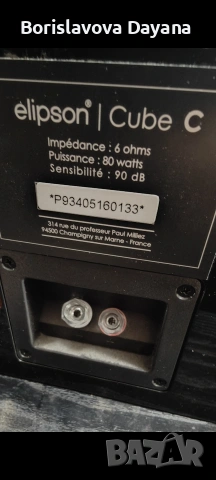 Borislavova Dayana
elipson® | Cube C
Impédance : 6 ohms
Puissance : 80 watts
Sensibilité : 90 dB
*P93405160133*
314 rue du professeur Paul Milliez
94500 Champigny sur Marne - France
BAZAR